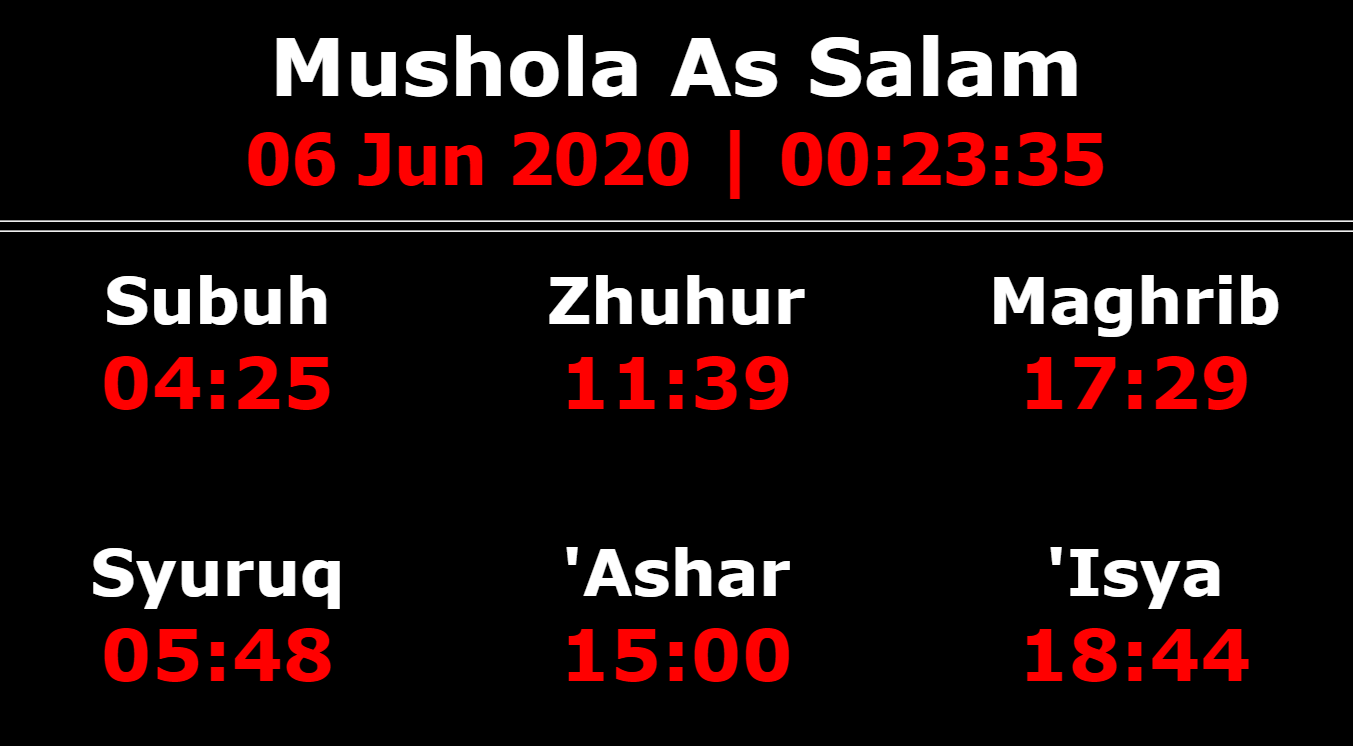 Mushola As Salam
06 Jun 2020 | 00:23:35
Subuh Zhuhur Maghrib
04:25 11:39 17:29
Syuruq 'Ashar 'Isya
05:48 15:00 18:44